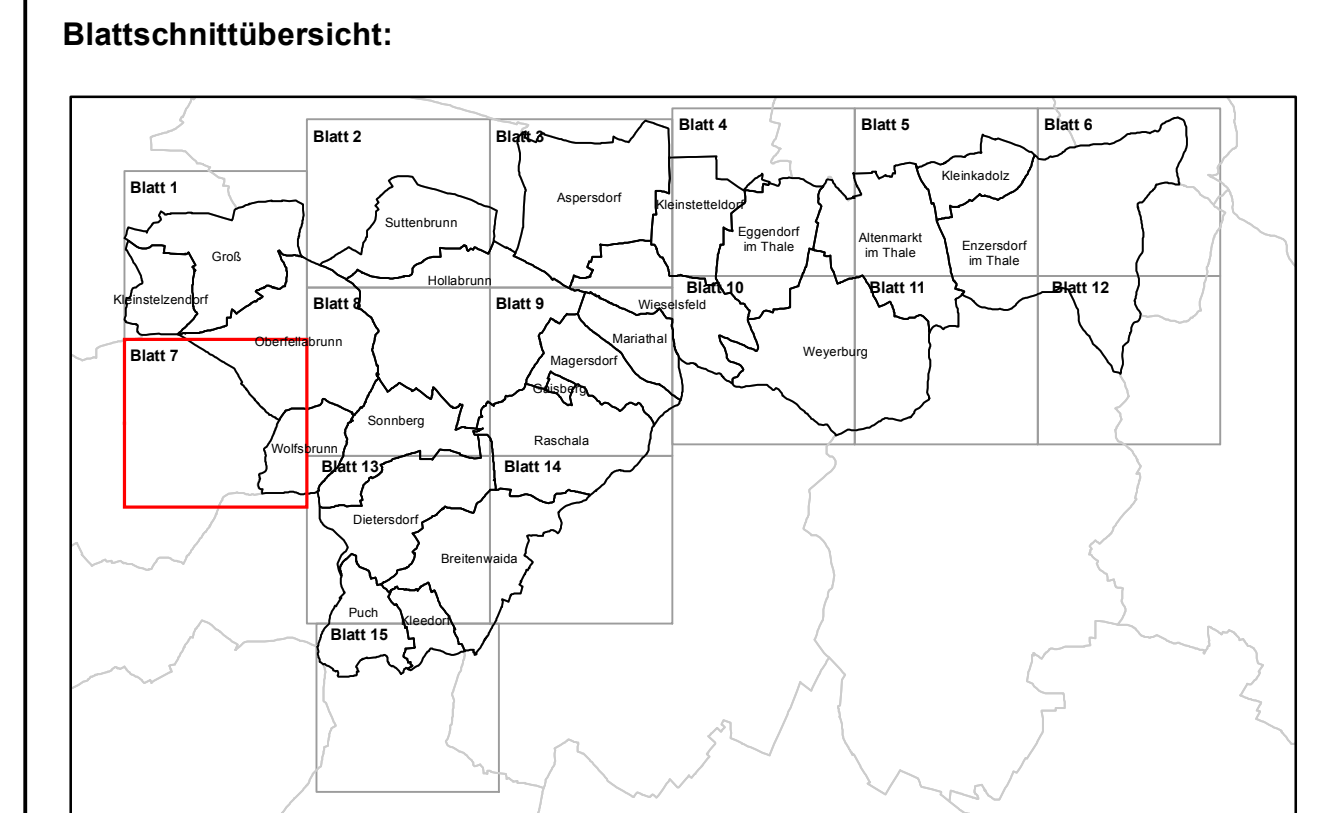 Blattschnittübersicht:
Blatt 1
Blatt 2
Blatt 3
Blatt 4
Blatt 5
Blatt 6
Kleinkadolz
Aspersdorf
Kleinstetteldorf
Suttenbrunn
Eggendorf
im Thale
Altenmarkt
im Thale
Enzersdorf
im Thale
Groß
Hollabrunn
Kleinstelzendorf
Blatt 8
Blatt 9
Wieselsfeld
Blatt 10
Blatt 11
Blatt 12
Oberfellabrunn
Mariathal
Blatt 7
Magersdorf
Weyerburg
Gaisberg
Sonnberg
Raschala
Wolfsbrunn
Blatt 13
Blatt 14
Dietersdorf
Breitenwaida
Puch
Kleedorf
Blatt 15